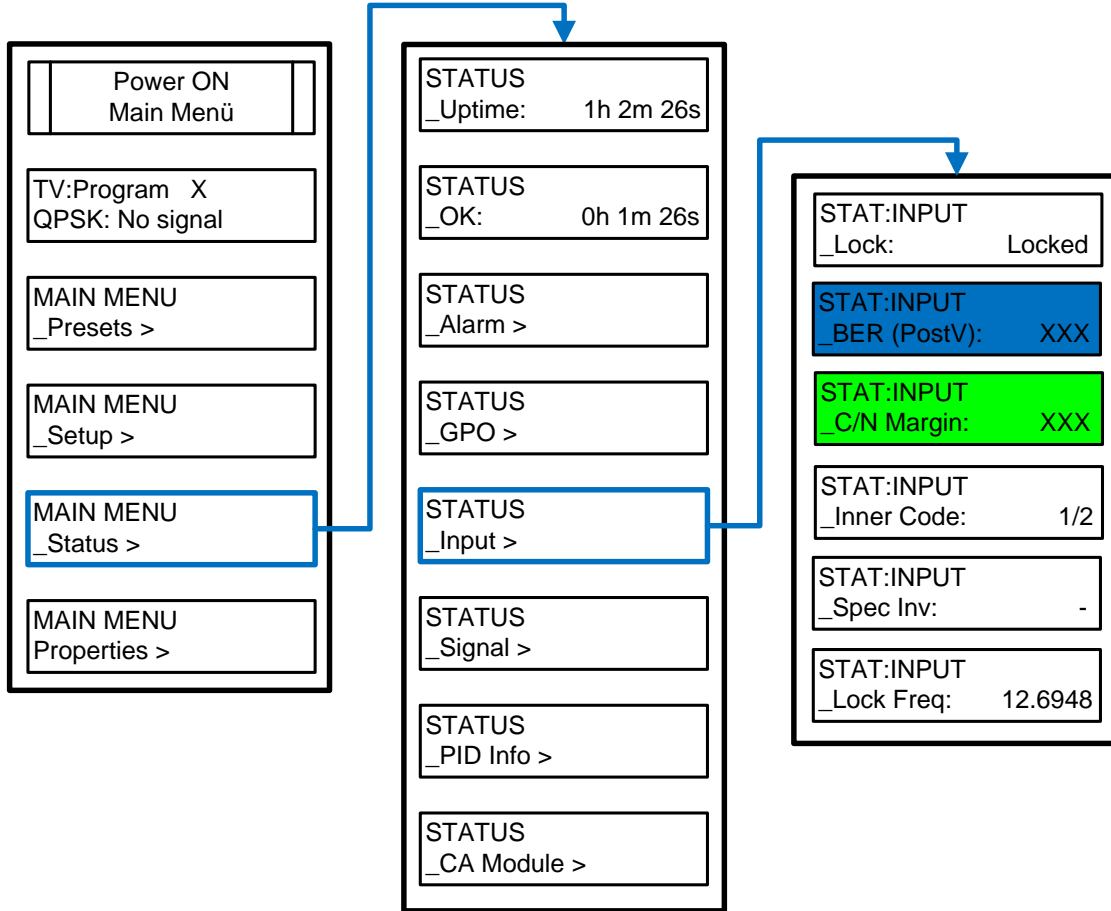 Power ON
Main Menü
TV:Program X
QPSK: No signal
MAIN MENU
_Presets >
MAIN MENU
_Setup >
MAIN MENU
_Status >
MAIN MENU
Properties >
STATUS
_Uptime: 1h 2m 26s
STATUS
_OK: 0h 1m 26s
STATUS
_Alarm >
STATUS
_GPO >
STATUS
_Input >
STATUS
_Signal >
STATUS
_PID Info >
STATUS
_CA Module >
STAT:INPUT
_Lock: Locked
STAT:INPUT
_BER (PostV): XXX
STAT:INPUT
_C/N Margin: XXX
STAT:INPUT
_Inner Code: 1/2
STAT:INPUT
_Spec Inv: -
STAT:INPUT
_Lock Freq: 12.6948